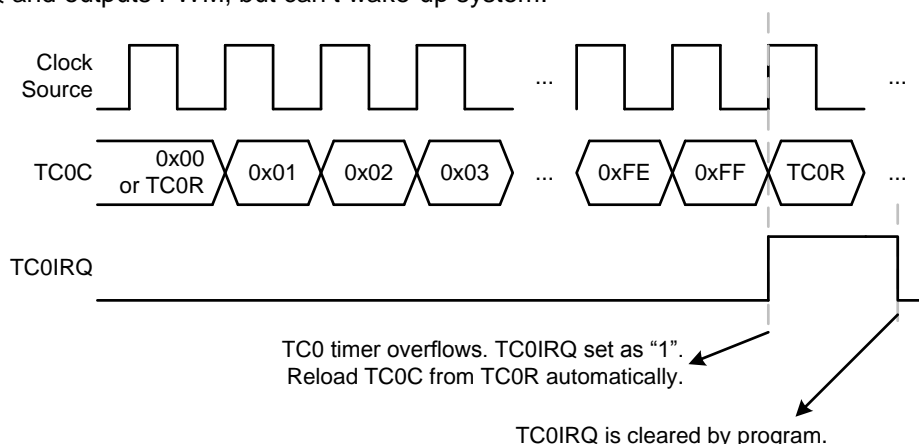 and outputs PWM, but can't wake-up system.
Clock
Source
...
...
TC0C
0x00
or TC0R
0x01
0x02
0x03
...
0xFE
0xFF
TC0R
...
TC0IRQ
TC0 timer overflows. TC0IRQ set as “1”.
Reload TC0C from TC0R automatically.
TC0IRQ is cleared by program.